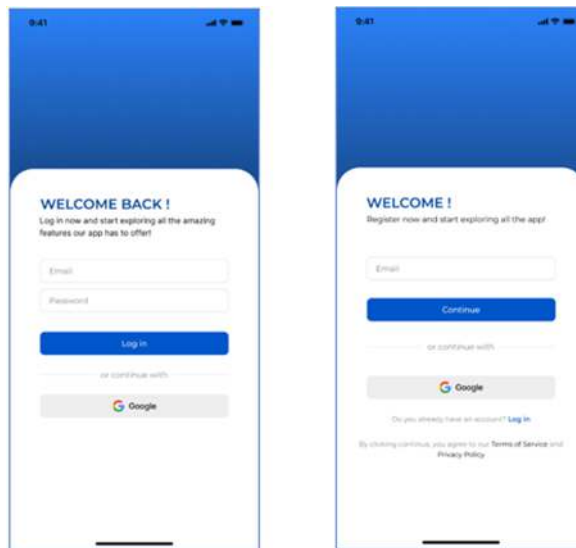 9:41
WELCOME BACK !
Log in now and start exploring all the amazing
features our app has to offer!
Email
Password
Log in
or continue with
Google
9:41
WELCOME !
Register now and start exploring all the app!
Email
Continue
or continue with
Google
Do you already have an account? Log in
By clicking continue, you agree to our Terms of Service and
Privacy Policy